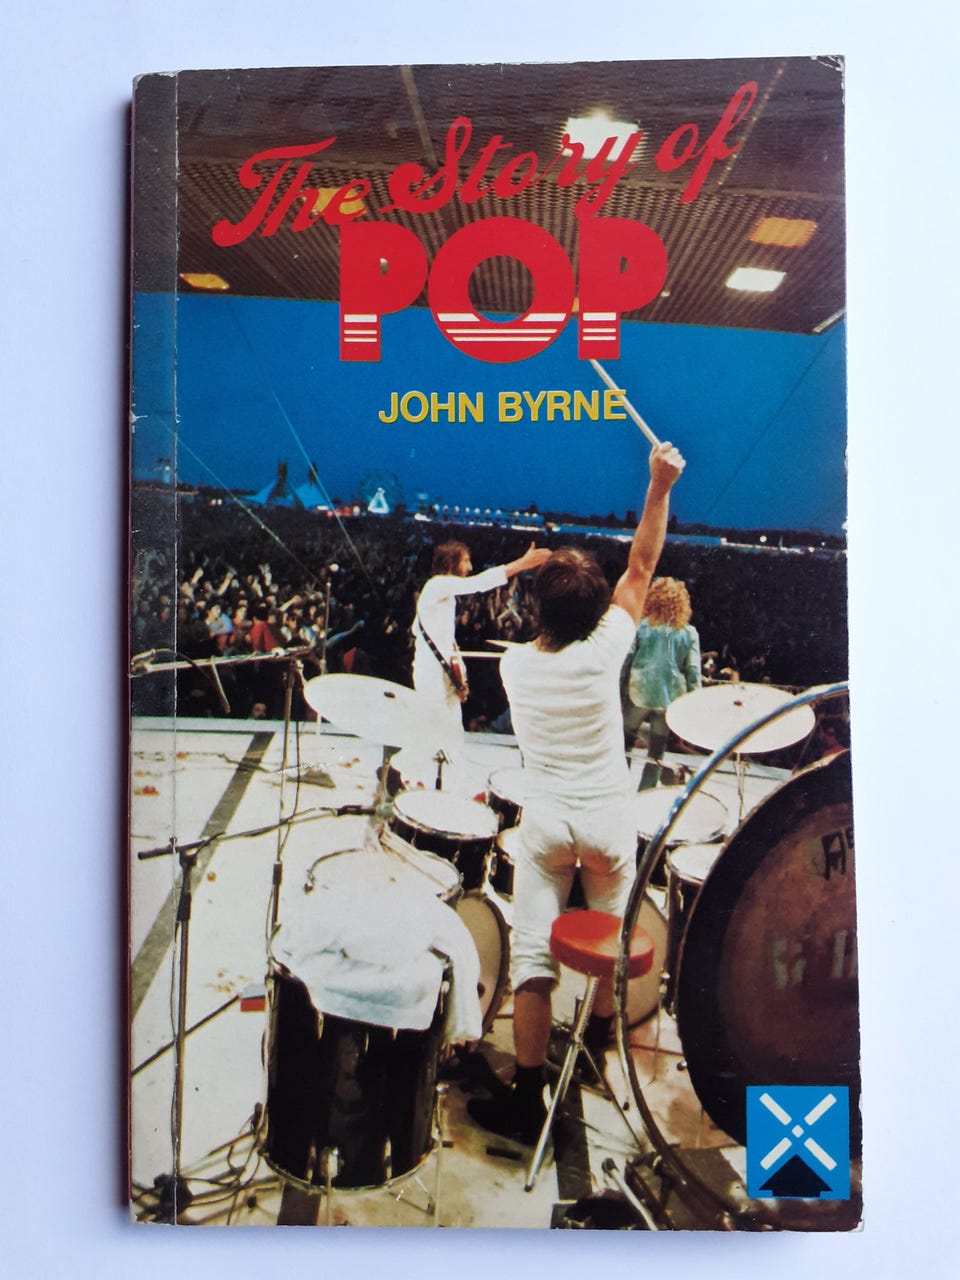 The Story of
POP
JOHN BYRNE